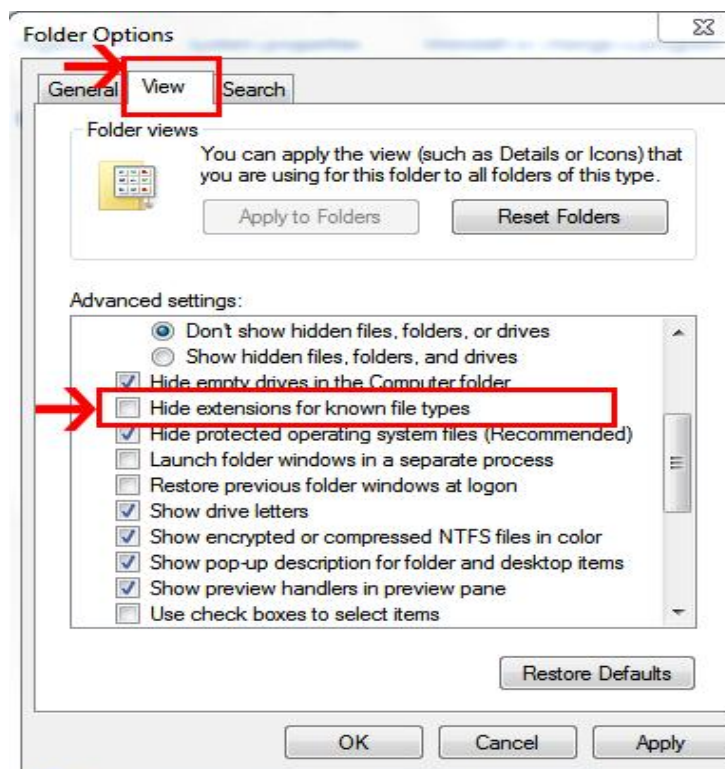 Folder Options
General
View
Search
Folder views
You can apply the view (such as Details or Icons) that
you are using for this folder to all folders of this type.
Apply to Folders
Reset Folders
Advanced settings:
Don't show hidden files, folders, or drives
Show hidden files, folders, and drives
Hide empty drives in the Computer folder
Hide extensions for known file types
Hide protected operating system files (Recommended)
Launch folder windows in a separate process
Restore previous folder windows at logon
Show drive letters
Show encrypted or compressed NTFS files in color
Show pop-up description for folder and desktop items
Show preview handlers in preview pane
Use check boxes to select items
Restore Defaults
OK
Cancel
Apply